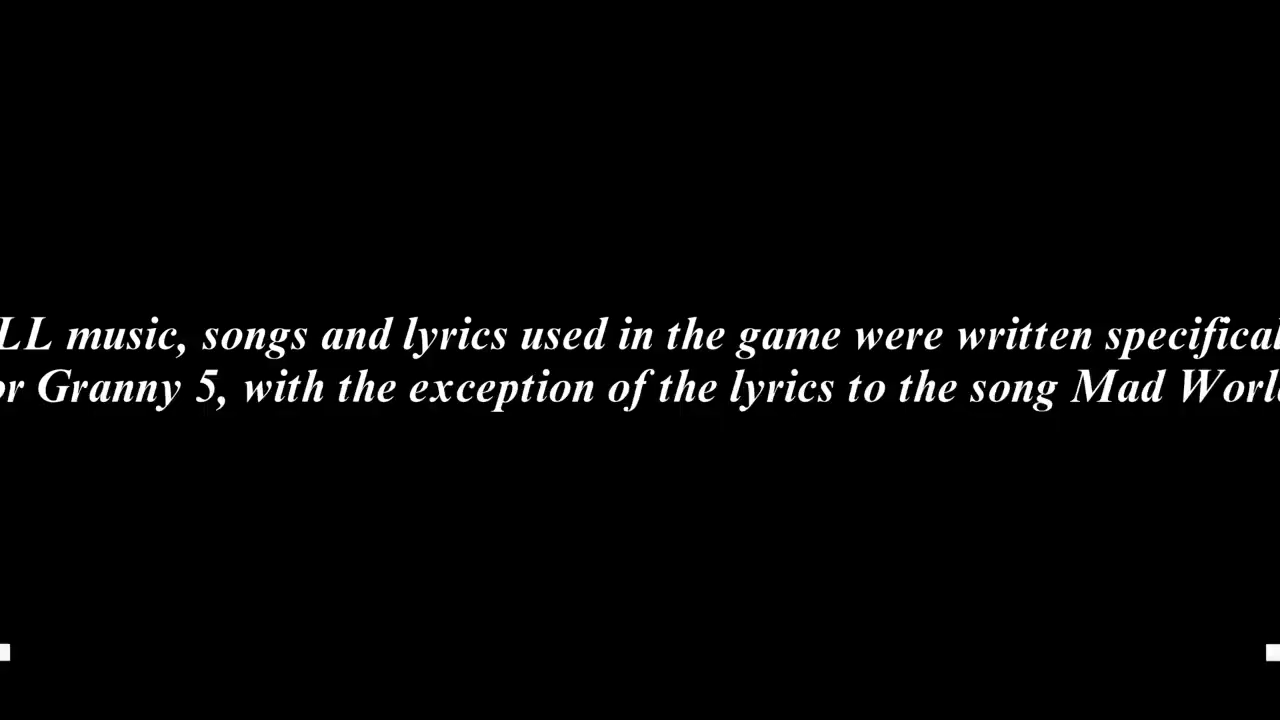 LL music, songs and lyrics used in the game were written specifical
or Granny 5, with the exception of the lyrics to the song Mad Worl